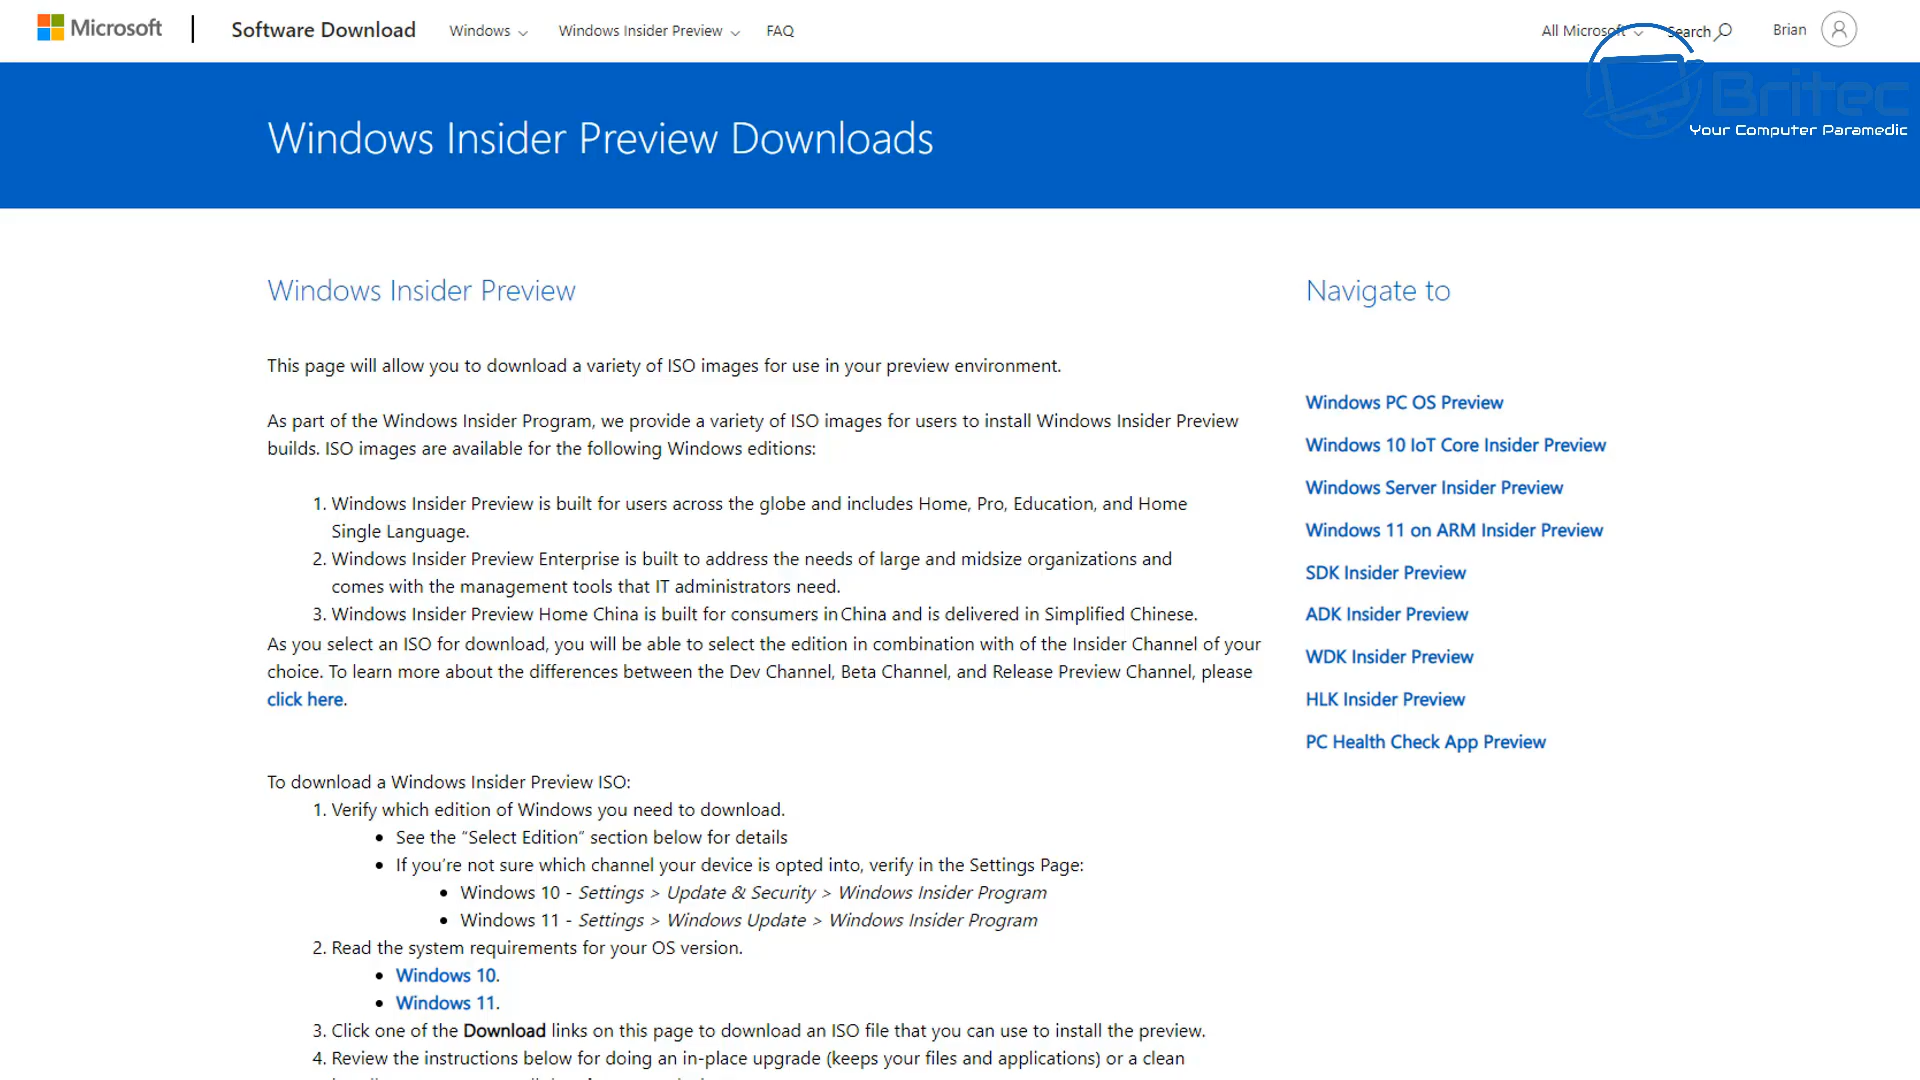 Microsoft
Software Download
Windows
Windows Insider Preview
FAQ
All Microsoft
Search
Brian
Britec
Your Computer Paramedic
Windows Insider Preview Downloads
Windows Insider Preview
This page will allow you to download a variety of ISO images for use in your preview environment.
As part of the Windows Insider Program, we provide a variety of ISO images for users to install Windows Insider Preview
builds. ISO images are available for the following Windows editions:
1. Windows Insider Preview is built for users across the globe and includes Home, Pro, Education, and Home
Single Language.
2. Windows Insider Preview Enterprise is built to address the needs of large and midsize organizations and
comes with the management tools that IT administrators need.
3. Windows Insider Preview Home China is built for consumers in China and is delivered in Simplified Chinese.
As you select an ISO for download, you will be able to select the edition in combination with of the Insider Channel of your
choice. To learn more about the differences between the Dev Channel, Beta Channel, and Release Preview Channel, please
click here.
To download a Windows Insider Preview ISO:
1. Verify which edition of Windows you need to download.
• See the “Select Edition” section below for details
• If you’re not sure which channel your device is opted into, verify in the Settings Page:
• Windows 10 - Settings > Update & Security > Windows Insider Program
• Windows 11 - Settings > Windows Update > Windows Insider Program
2. Read the system requirements for your OS version.
• Windows 10.
• Windows 11.
3. Click one of the Download links on this page to download an ISO file that you can use to install the preview.
4. Review the instructions below for doing an in-place upgrade (keeps your files and applications) or a clean
Navigate to
Windows PC OS Preview
Windows 10 IoT Core Insider Preview
Windows Server Insider Preview
Windows 11 on ARM Insider Preview
SDK Insider Preview
ADK Insider Preview
WDK Insider Preview
HLK Insider Preview
PC Health Check App Preview